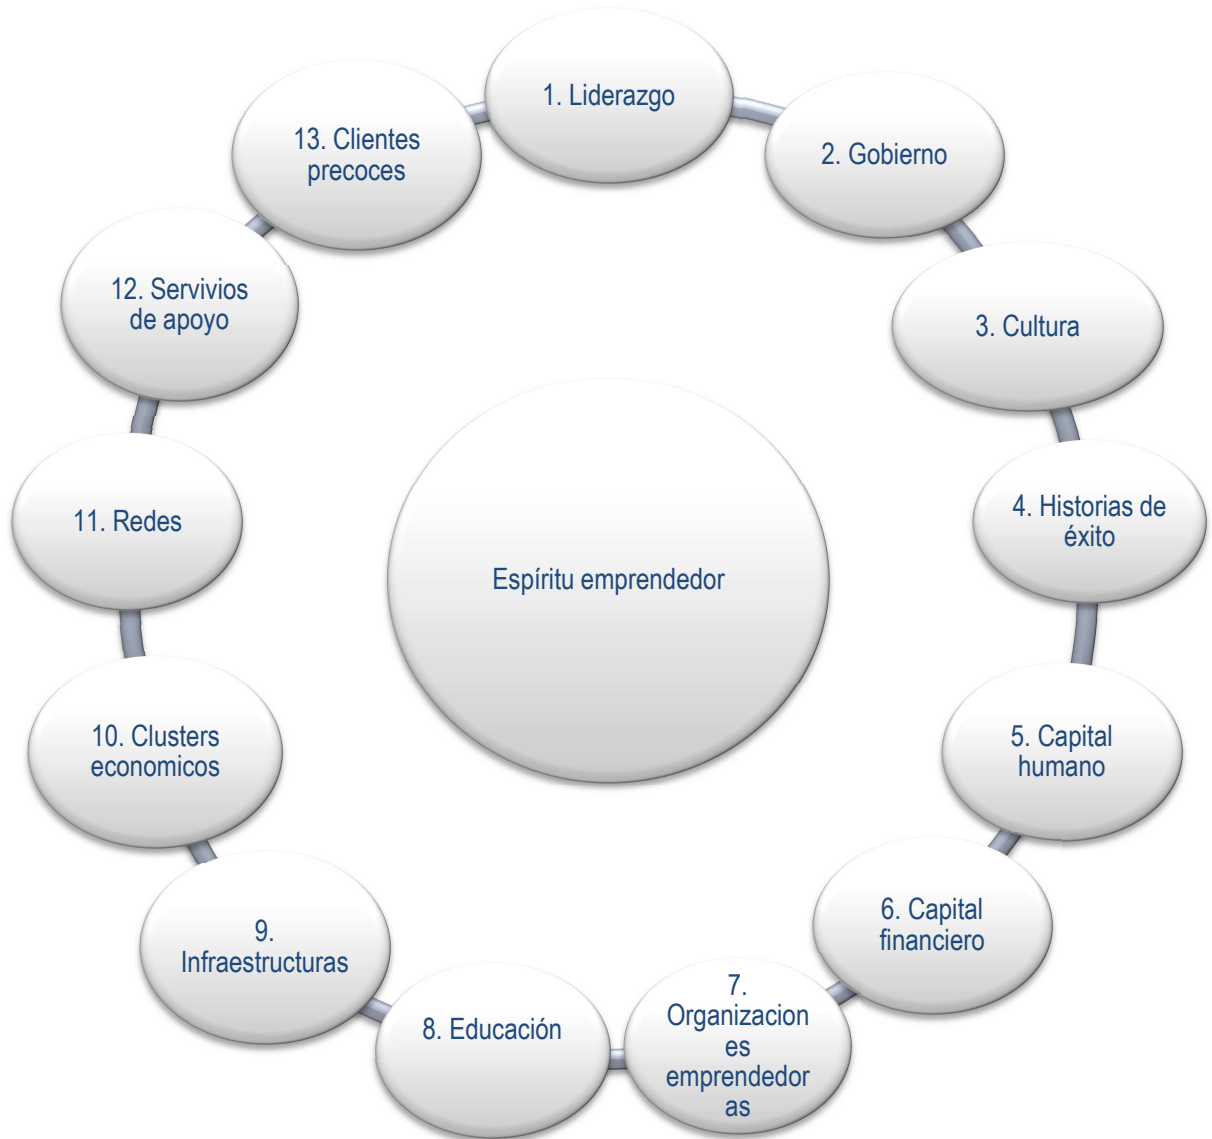 1. Liderazgo
2. Gobierno
3. Cultura
4. Historias de
éxito
5. Capital
humano
6. Capital
financiero
7.
Organizacion
es
emprendedor
as
8. Educación
9.
Infraestructuras
10. Clusters
economicos
11. Redes
12. Servivios
de apoyo
13. Clientes
precoces
Espíritu emprendedor